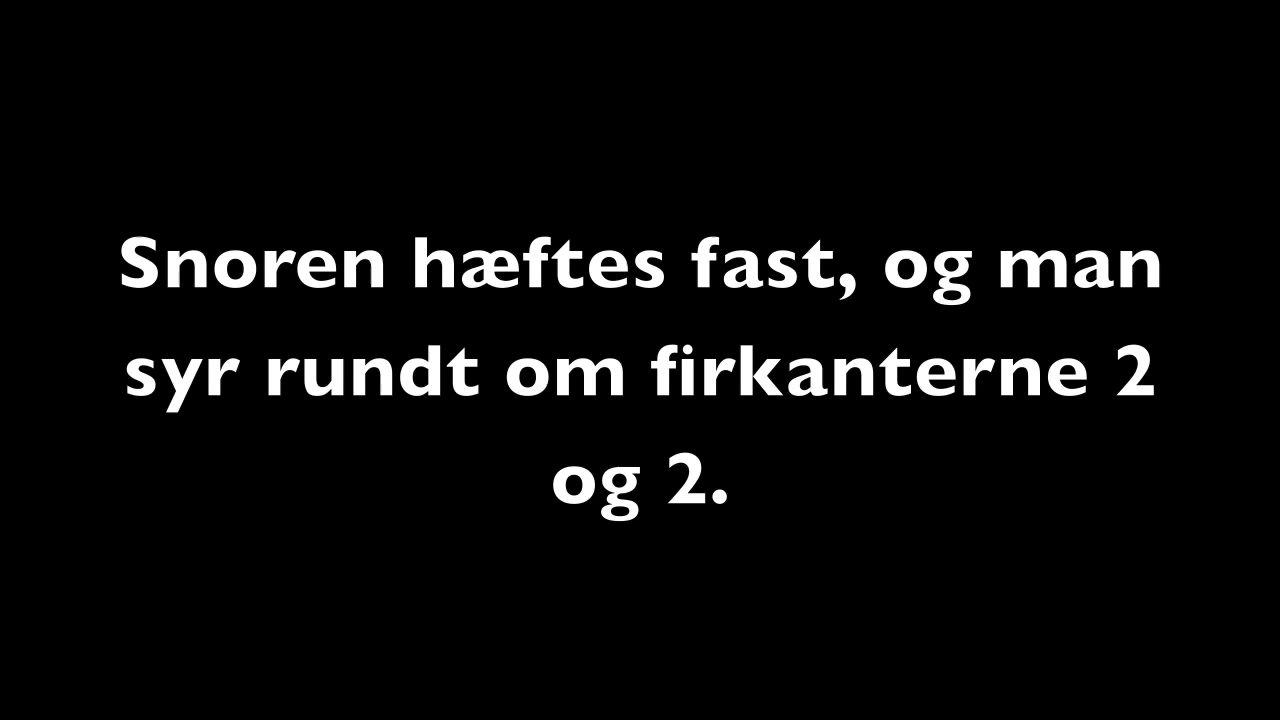 Snoren hæftes fast, og man
syr rundt om firkanterne 2
og 2.